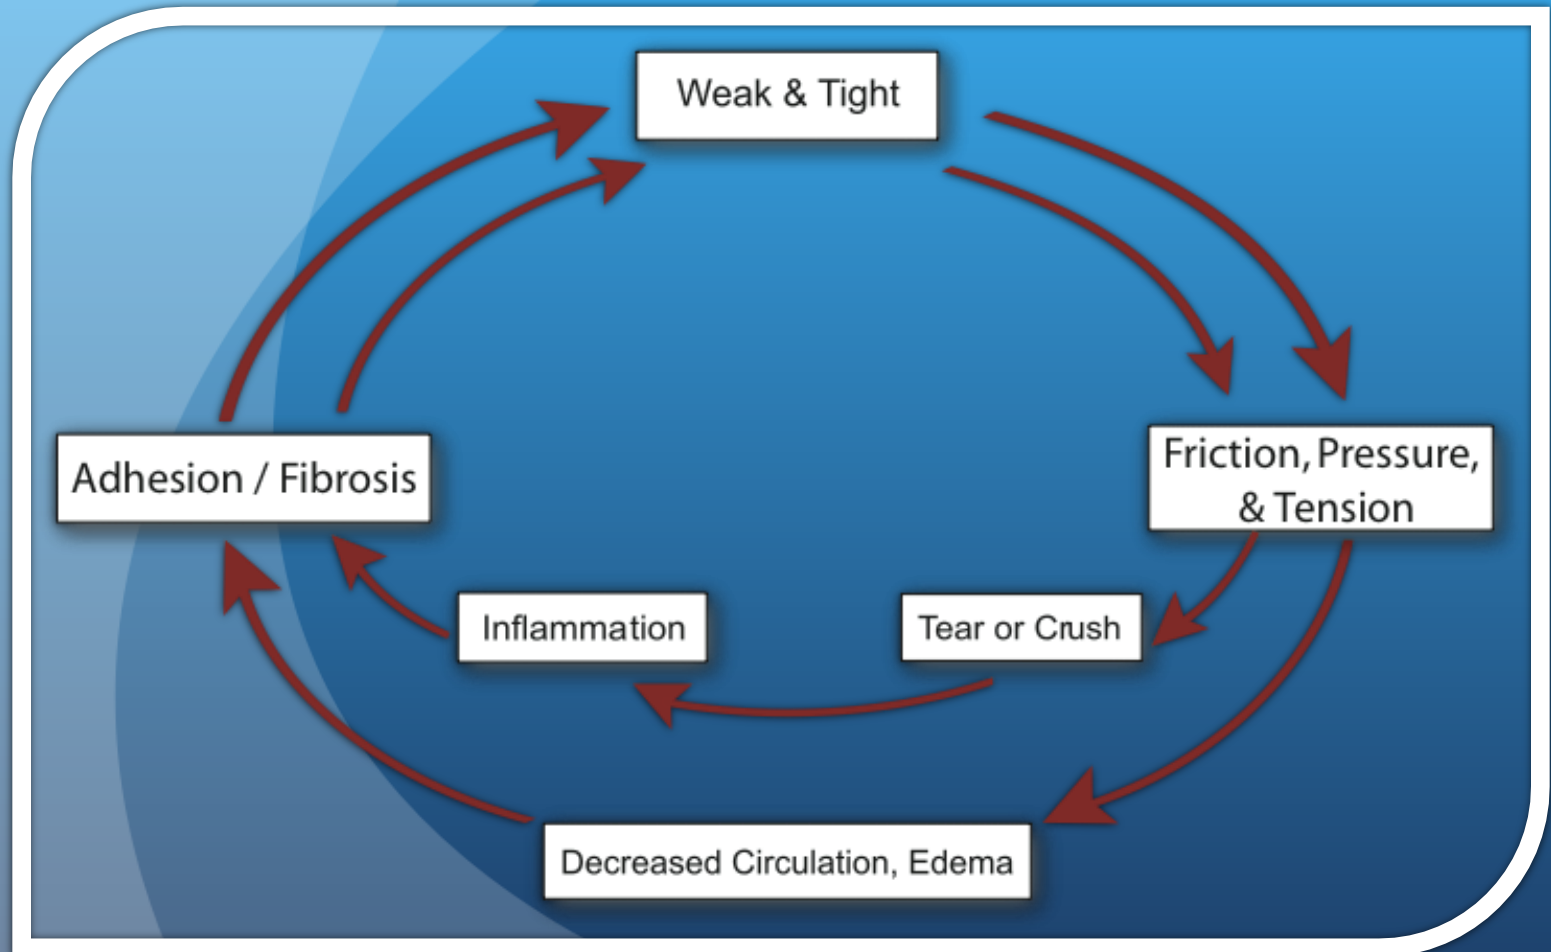 Weak & Tight
Adhesion / Fibrosis
Friction, Pressure,
& Tension
Inflammation
Tear or Crush
Decreased Circulation, Edema